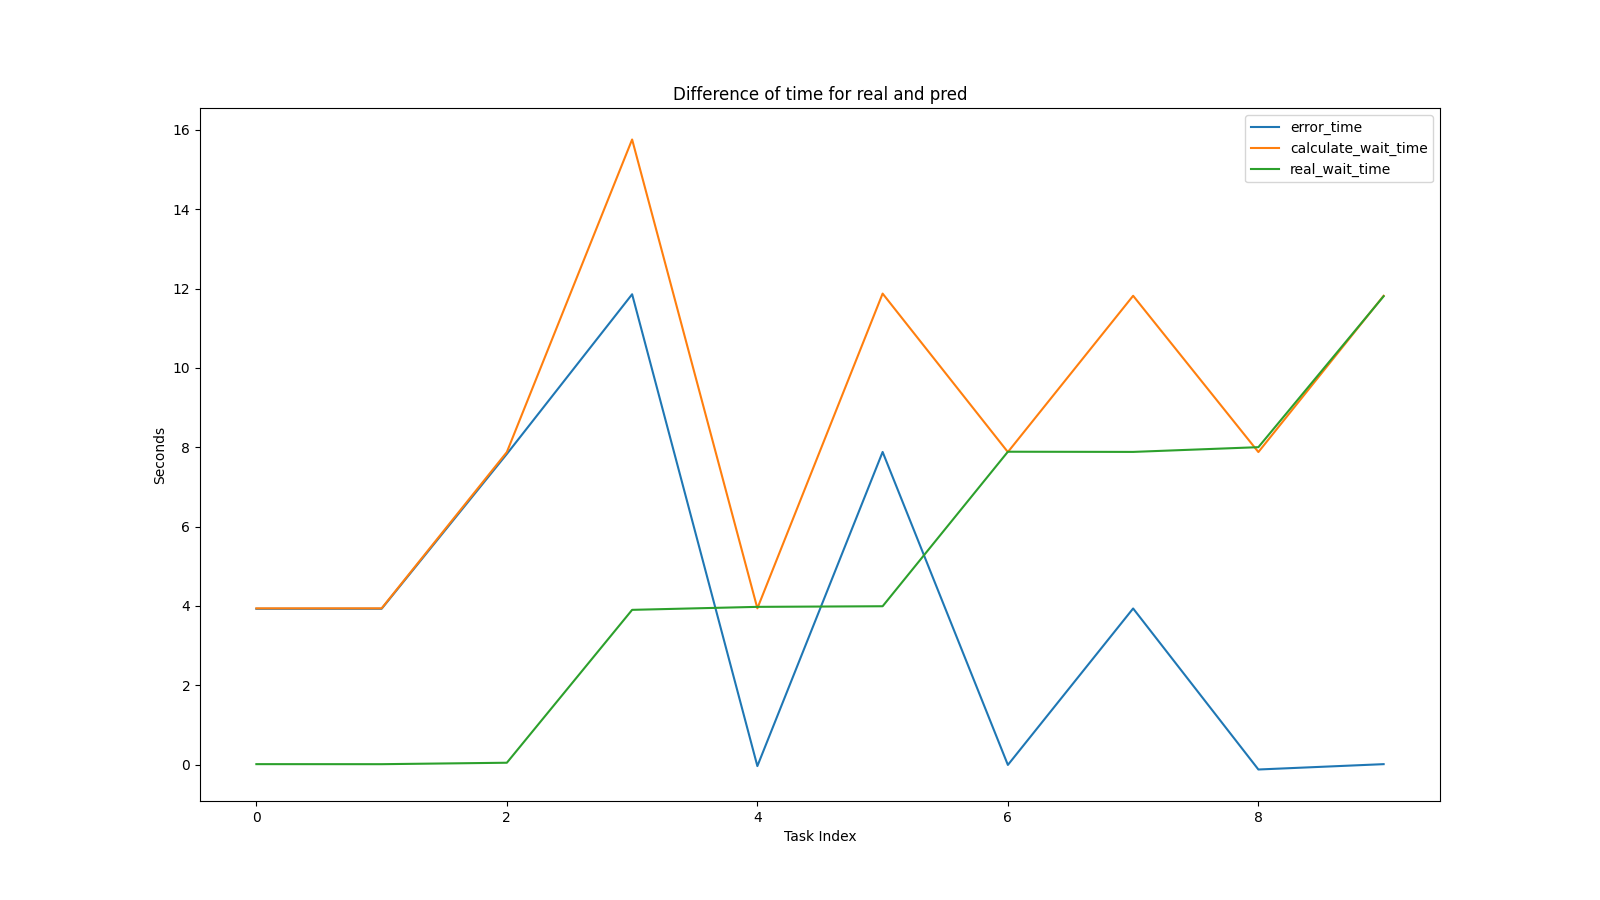 Difference of time for real and pred
error_time
calculate_wait_time
real_wait_time
16
14
12
10
8
6
4
2
0
Seconds
0 2 4 6 8
Task Index